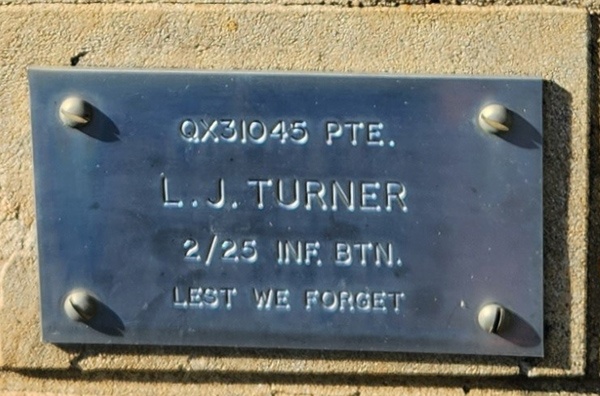 QX31045 PTE.
L.J. TURNER
2/25 INF. BTN.
LEST WE FORGET